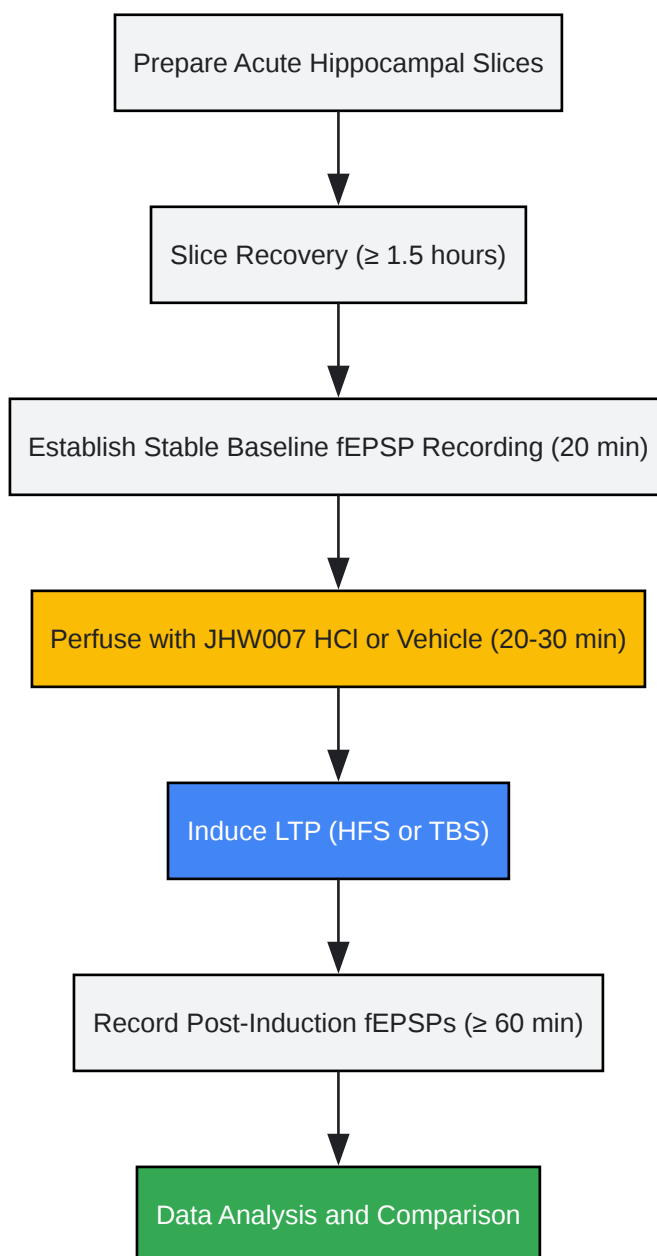 Prepare Acute Hippocampal Slices
Slice Recovery (≥ 1.5 hours)
Establish Stable Baseline fEPSP Recording (20 min)
Perfuse with JHW007 HCl or Vehicle (20-30 min)
Induce LTP (HFS or TBS)
Record Post-Induction fEPSPs (≥ 60 min)
Data Analysis and Comparison